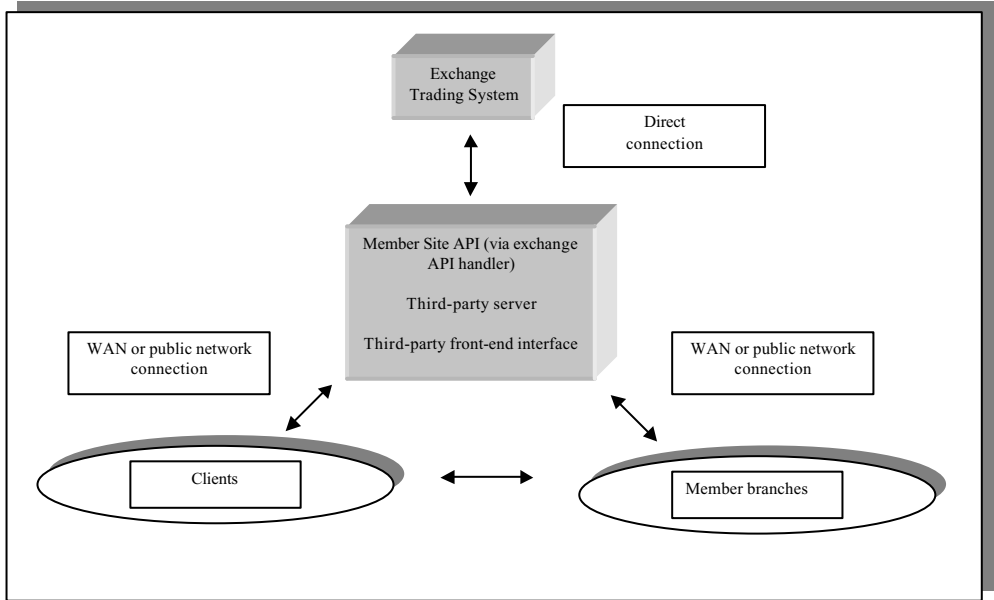 Exchange
Trading System
Direct
connection
Member Site API (via exchange
API handler)
Third-party server
Third-party front-end interface
WAN or public network
connection
WAN or public network
connection
Clients
Member branches